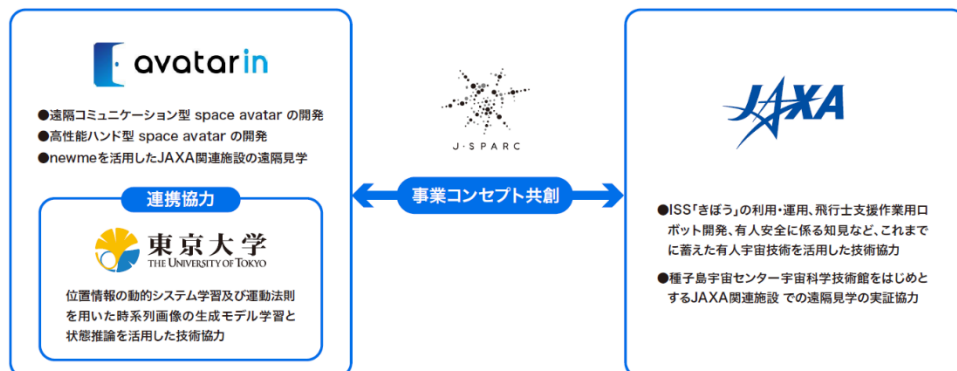 avatarin
●遠隔コミュニケーション型 space avatar の開発
●高性能ハンド型 space avatar の開発
●newmeを活用したJAXA関連施設の遠隔見学
連携協力
東京大学
THE UNIVERSITY OF TOKYO
位置情報の動的システム学習及び運動法則
を用いた時系列画像の生成モデル学習と
状態推論を活用した技術協力
J-SPARC
事業コンセプト共創
JAXA
●ISS「きぼう」の利用・運用、飛行士支援作業用ロ
ボット開発、有人安全に係る知見など、これまで
に蓄えた有人宇宙技術を活用した技術協力
●種子島宇宙センター宇宙科学技術館をはじめと
するJAXA関連施設 での遠隔見学の実証協力